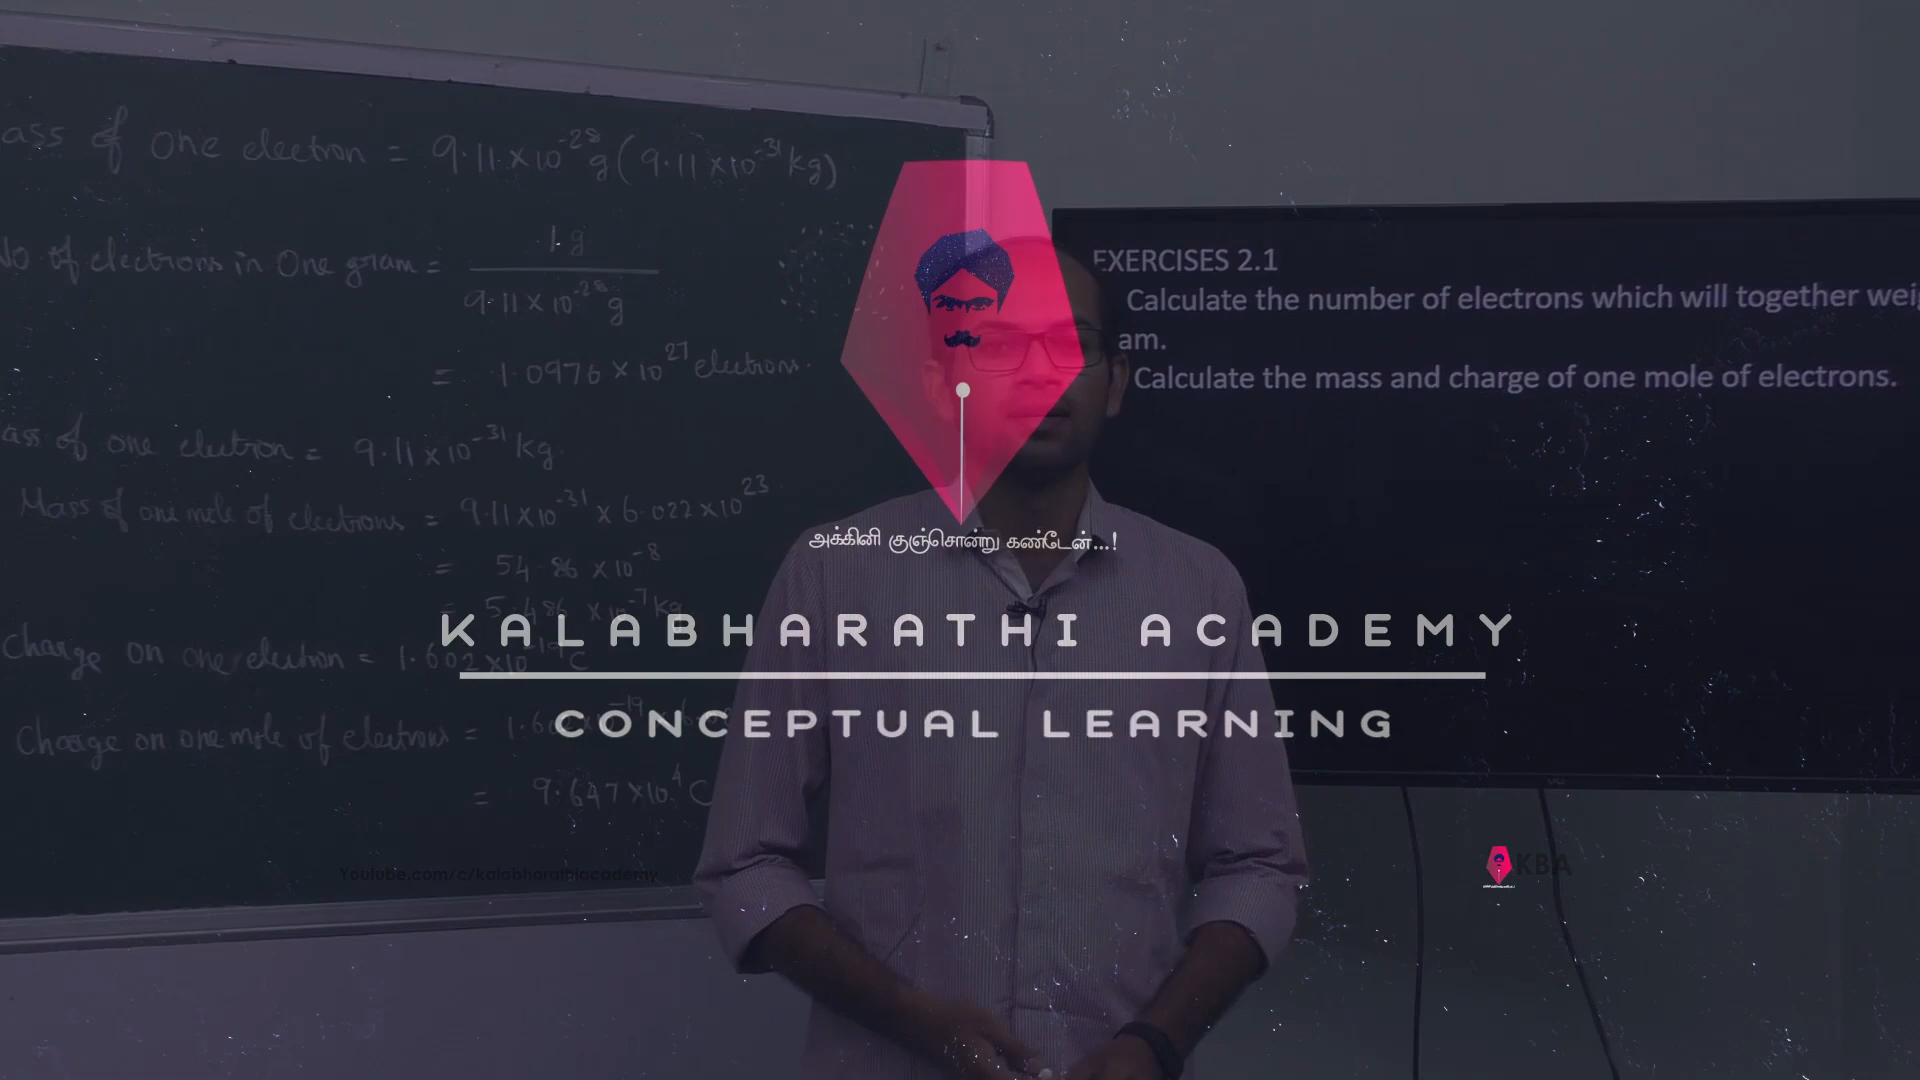 ass of one electron = 9.11 × 10⁻²⁸ g (9.11 × 10⁻³¹ kg)
No of electrons in One gram = 1 g / 9.11 × 10⁻²⁸ g
= 1.0976 × 10²⁷ electrons.
ass of one electron = 9.11 × 10⁻³¹ kg.
Mass of one mole of electrons = 9.11 × 10⁻³¹ × 6.022 × 10²³
= 54.86 × 10⁻⁸
= 5.486 × 10⁻⁷ kg
Charge on one electron = 1.602 × 10⁻¹⁹ C
Charge on one mole of electrons =
= 9.647 × 10⁴ C
EXERCISES 2.1
Calculate the number of electrons which will together wei
am.
Calculate the mass and charge of one mole of electrons.
அக்கினி குஞ்சொன்று கண்டேன்...!
KALABHARATHI ACADEMY
CONCEPTUAL LEARNING
Youtube.com/c/kalabharathiacademy
KBA